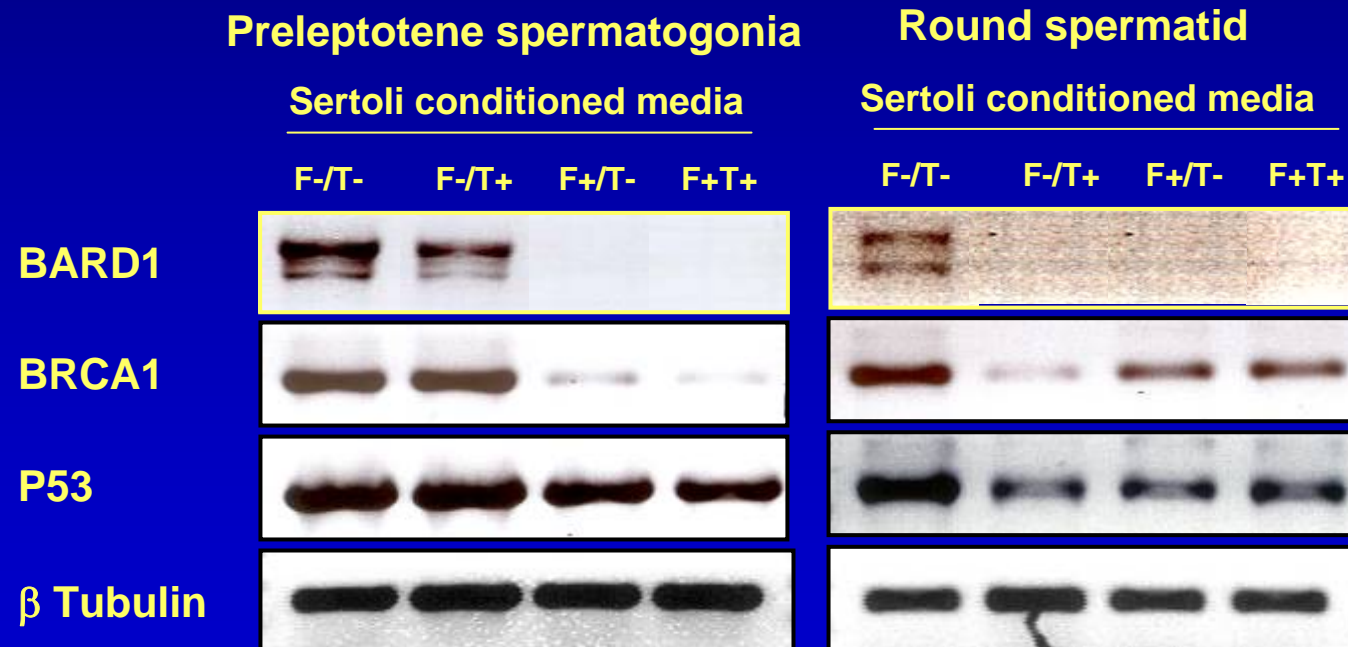 Preleptotene spermatogonia
Round spermatid
Sertoli conditioned media
Sertoli conditioned media
F-/T- F-/T+ F+/T- F+T+
F-/T- F-/T+ F+/T- F+T+
BARD1
BRCA1
P53
β Tubulin